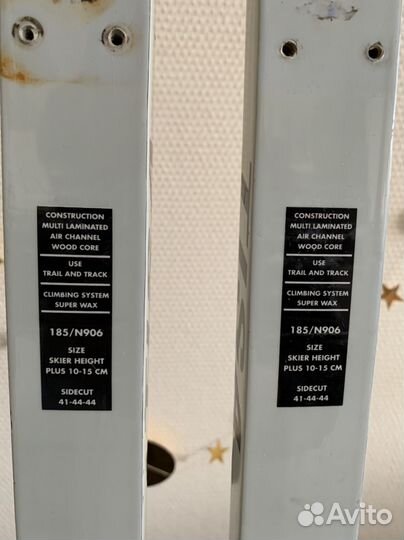 CONSTRUCTION
MULTI LAMINATED
AIR CHANNEL
WOOD CORE
USE
TRAIL AND TRACK
CLIMBING SYSTEM
SUPER WAX
185/N906
SIZE
SKIER HEIGHT
PLUS 10-15 CM
SIDECUT
41-44-44
CONSTRUCTION
MULTI LAMINATED
AIR CHANNEL
WOOD CORE
USE
TRAIL AND TRACK
CLIMBING SYSTEM
SUPER WAX
185/N906
SIZE
SKIER HEIGHT
PLUS 10-15 CM
SIDECUT
41-44-44
Avito